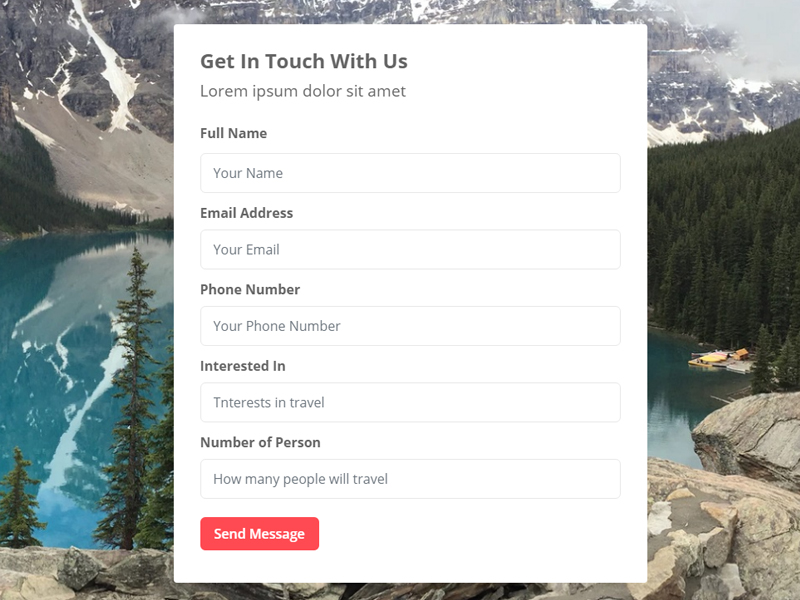 Get In Touch With Us
Lorem ipsum dolor sit amet
Full Name
Your Name
Email Address
Your Email
Phone Number
Your Phone Number
Interested In
Tnterests in travel
Number of Person
How many people will travel
Send Message